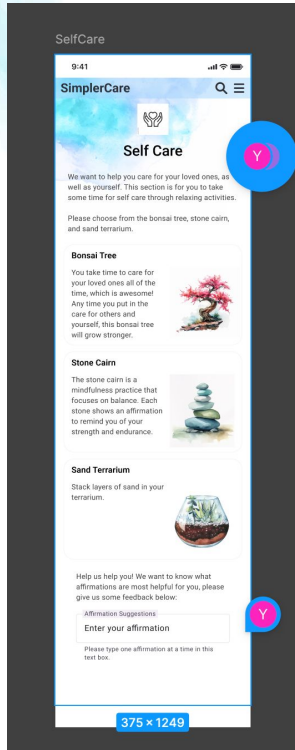 SelfCare
9:41
SimplerCare
Self Care
Y
We want to help you care for your loved ones, as
well as yourself. This section is for you to take
some time for self care through relaxing activities.
Please choose from the bonsai tree, stone cairn,
and sand terrarium.
Bonsai Tree
You take time to care for
your loved ones all of the
time, which is awesome!
Any time you put in the
care for others and
yourself, this bonsai tree
will grow stronger.
Stone Cairn
The stone cairn is a
mindfulness practice that
focuses on balance. Each
stone shows an affirmation
to remind you of your
strength and endurance.
Sand Terrarium
Stack layers of sand in your
terrarium.
Help us help you! We want to know what
affirmations are most helpful for you, please
give us some feedback below:
Affirmation Suggestions
Enter your affirmation
Y
Please type one affirmation at a time in this
text box.
375 × 1249